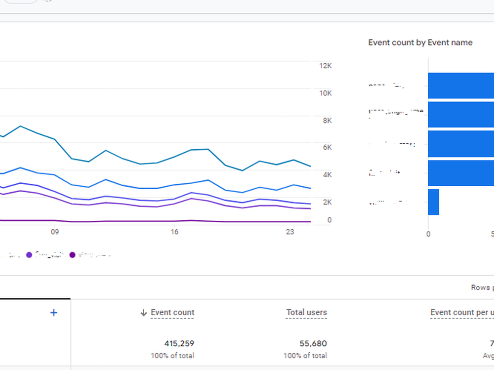 Event count by Event name
12K
10K
8K
6K
4K
2K
0
09
16
23
0
5
Rows p
+
Event count
Total users
Event count per u
415,259
55,680
7
100% of total
100% of total
Avg